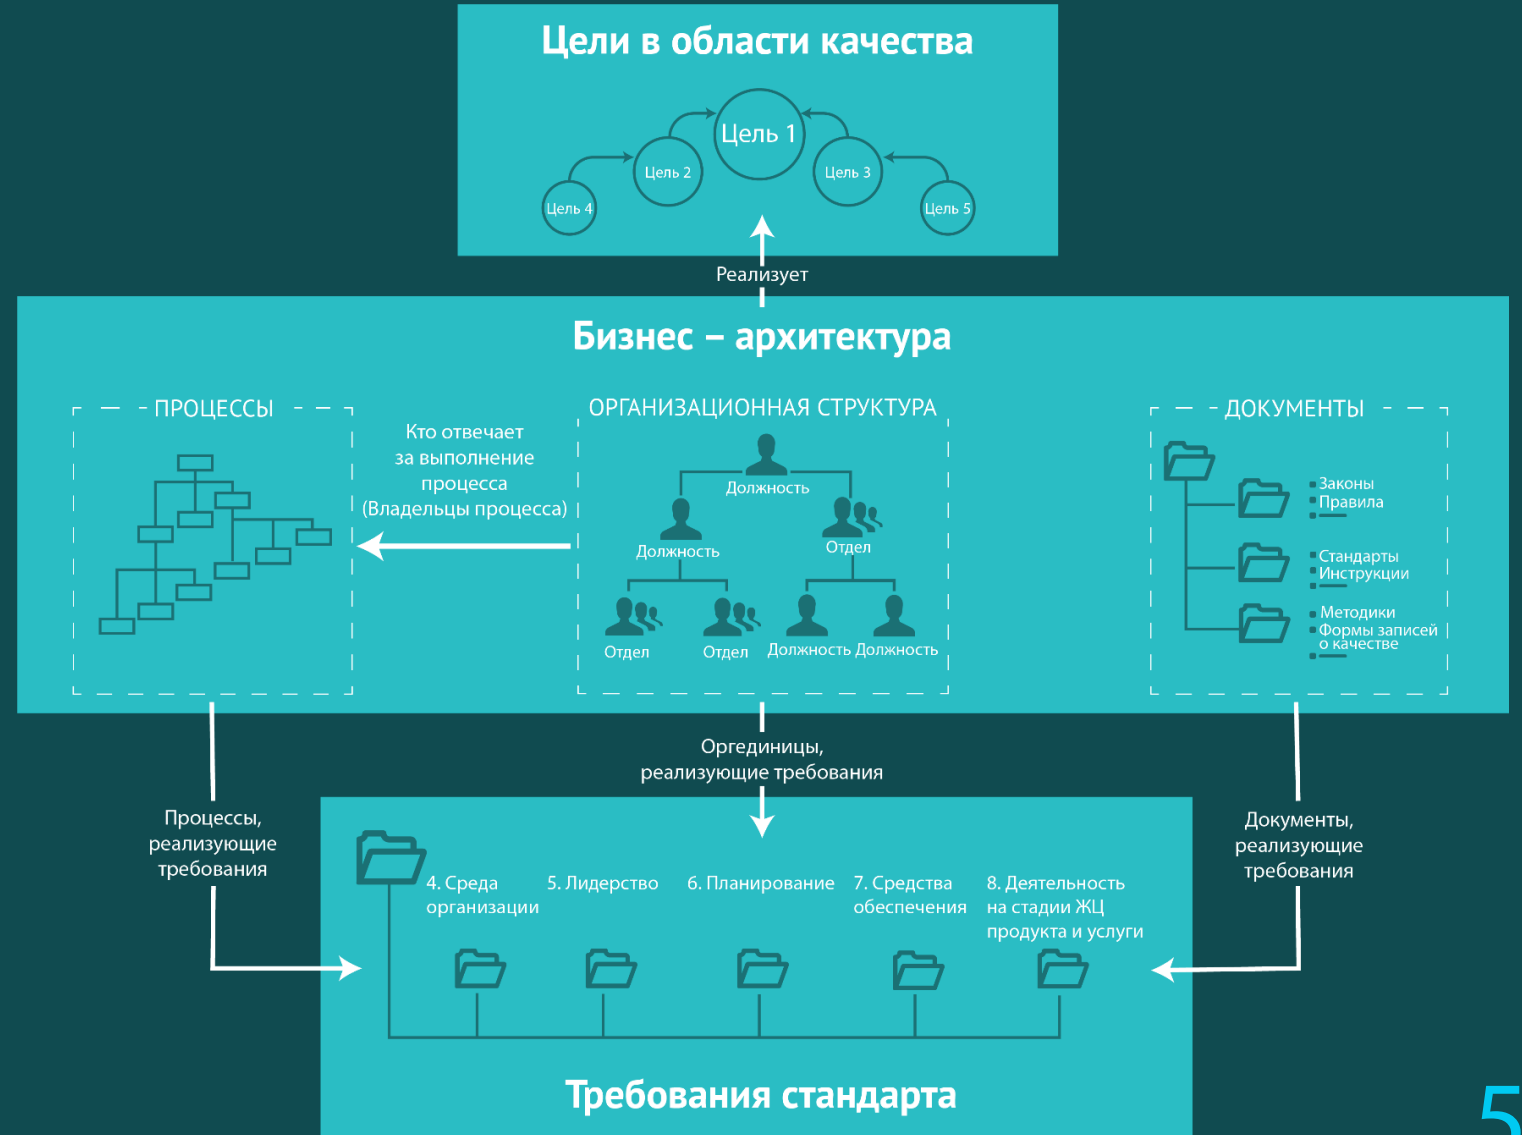 Цели в области качества
Цель 1
Цель 2
Цель 3
Цель 4
Цель 5
Реализует
Бизнес – архитектура
ПРОЦЕССЫ
Кто отвечает
за выполнение
процесса
(Владельцы процесса)
ОРГАНИЗАЦИОННАЯ СТРУКТУРА
Должность
Должность
Отдел
Отдел
Отдел
Должность
Должность
ДОКУМЕНТЫ
Законы
Правила
Стандарты
Инструкции
Методики
Формы записей
о качестве
Оргединицы,
реализующие требования
Процессы,
реализующие
требования
Документы,
реализующие
требования
4. Среда
организации
5. Лидерство
6. Планирование
7. Средства
обеспечения
8. Деятельность
на стадии ЖЦ
продукта и услуги
Требования стандарта
5